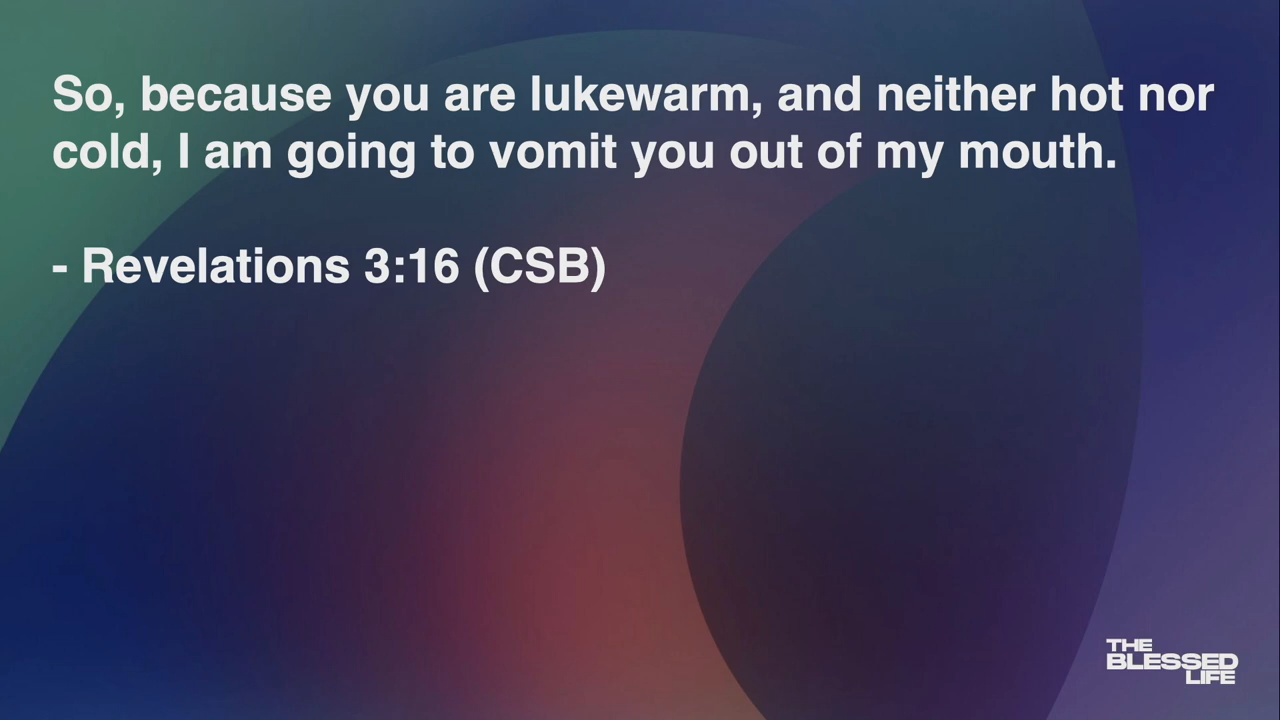 So, because you are lukewarm, and neither hot nor
cold, I am going to vomit you out of my mouth.
- Revelations 3:16 (CSB)
THE
BLESSED
LIFE